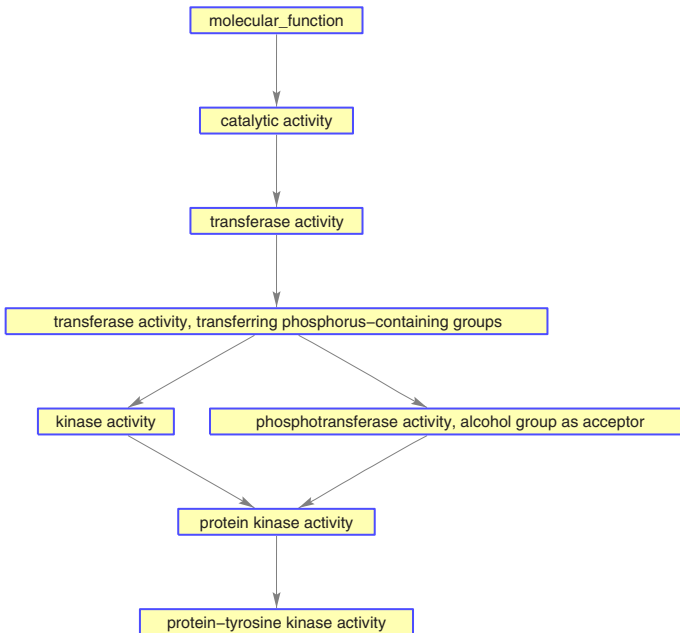 molecular_function
catalytic activity
transferase activity
transferase activity, transferring phosphorus−containing groups
kinase activity
phosphotransferase activity, alcohol group as acceptor
protein kinase activity
protein−tyrosine kinase activity